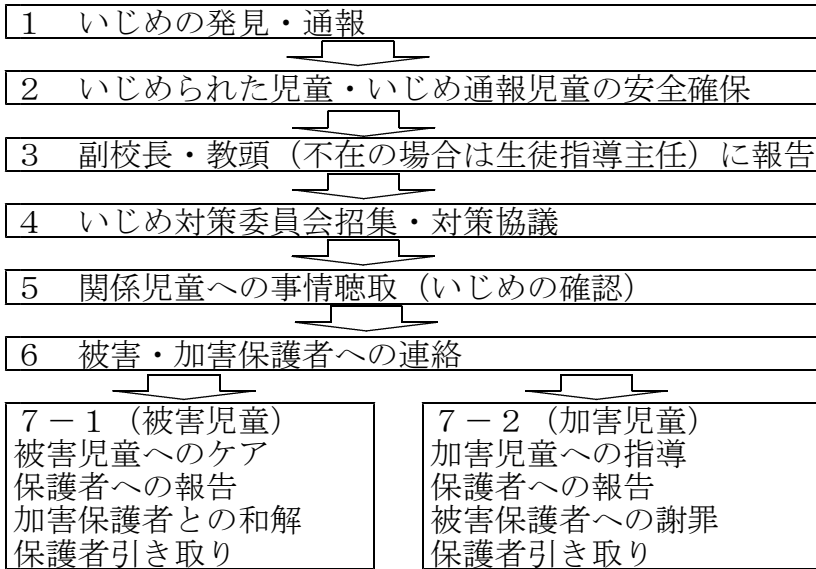 １　いじめの発見・通報
２　いじめられた児童・いじめ通報児童の安全確保
３　副校長・教頭（不在の場合は生徒指導主任）に報告
４　いじめ対策委員会招集・対策協議
５　関係児童への事情聴取（いじめの確認）
６　被害・加害保護者への連絡
７－１（被害児童）
被害児童へのケア
保護者への報告
加害保護者との和解
保護者引き取り
７－２（加害児童）
加害児童への指導
保護者への報告
被害保護者への謝罪
保護者引き取り